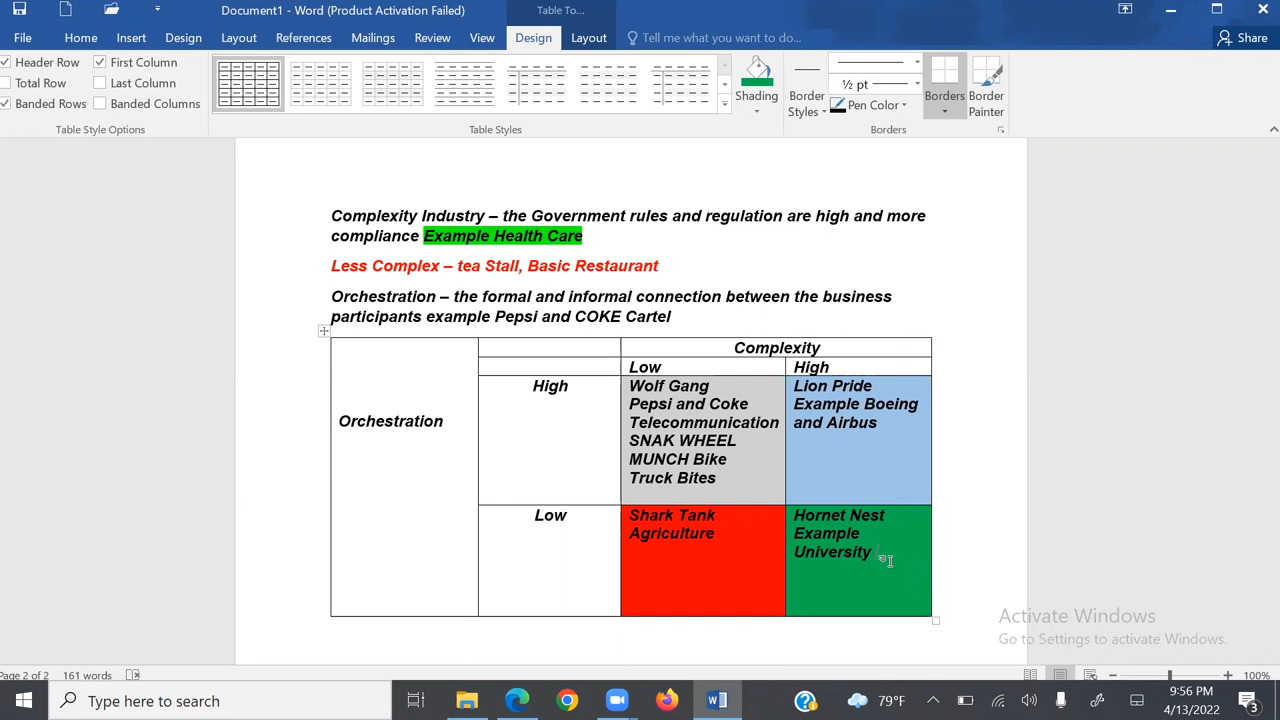 Document1 - Word (Product Activation Failed)
Table To...
File Home Insert Design Layout References Mailings Review View Design Layout Tell me what you want to do... Share
Header Row First Column
Total Row Last Column
Banded Rows Banded Columns
Table Style Options
Table Styles
Shading
Border Styles
½ pt
Pen Color
Borders
Border Painter
Borders
Complexity Industry – the Government rules and regulation are high and more
compliance Example Health Care
Less Complex – tea Stall, Basic Restaurant
Orchestration – the formal and informal connection between the business
participants example Pepsi and COKE Cartel
Complexity
Low High
Orchestration
High
Wolf Gang
Pepsi and Coke
Telecommunication
SNAK WHEEL
MUNCH Bike
Truck Bites
Lion Pride
Example Boeing
and Airbus
Low
Shark Tank
Agriculture
Hornet Nest
Example
University
Activate Windows
Go to Settings to activate Windows.
Page 2 of 2 161 words
100%
Type here to search
79°F
9:56 PM
4/13/2022
3